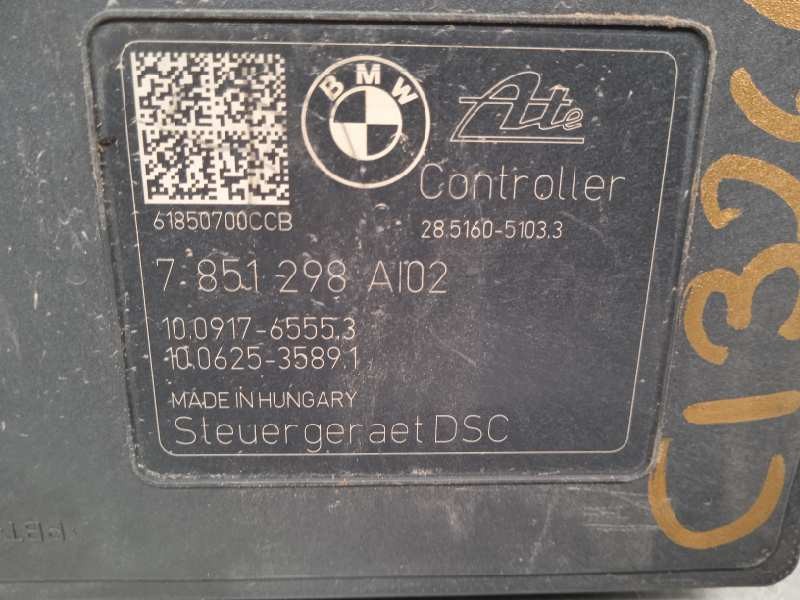 BMW
Ate
Controller
61850700CCB
28.5160-5103.3
7 851 298 AI02
10.0917-6555.3
10.0625-3589.1
MADE IN HUNGARY
Steuergeraet DSC